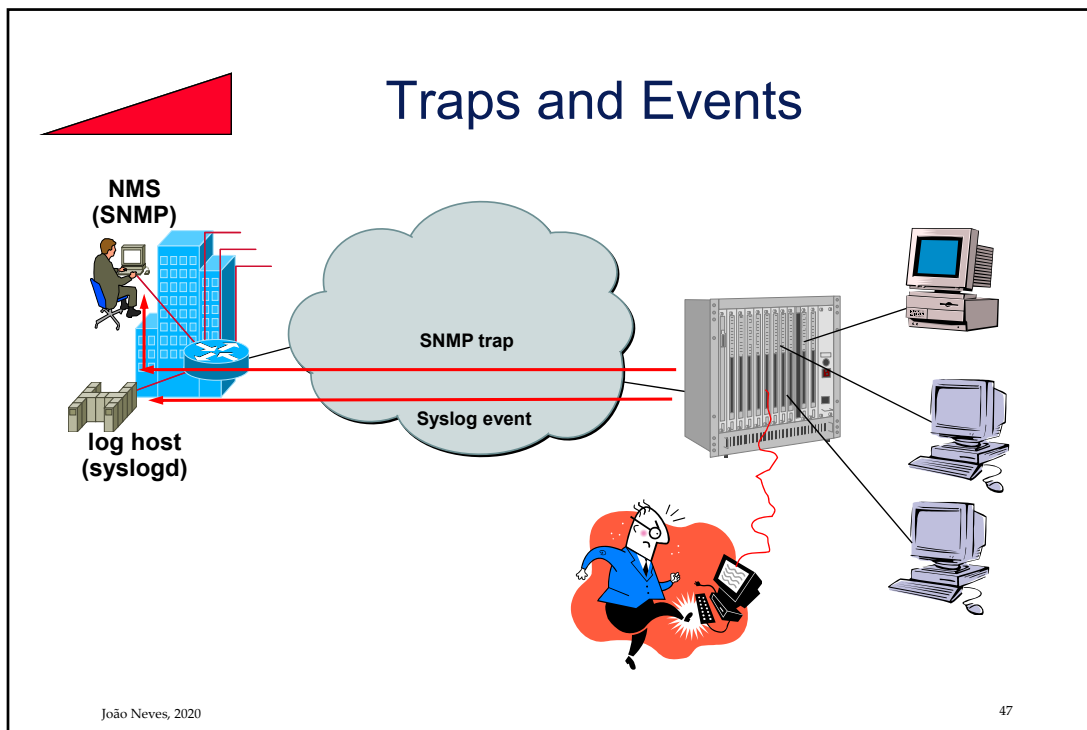 Traps and Events
NMS
(SNMP)
SNMP trap
Syslog event
log host
(syslogd)
João Neves, 2020
47